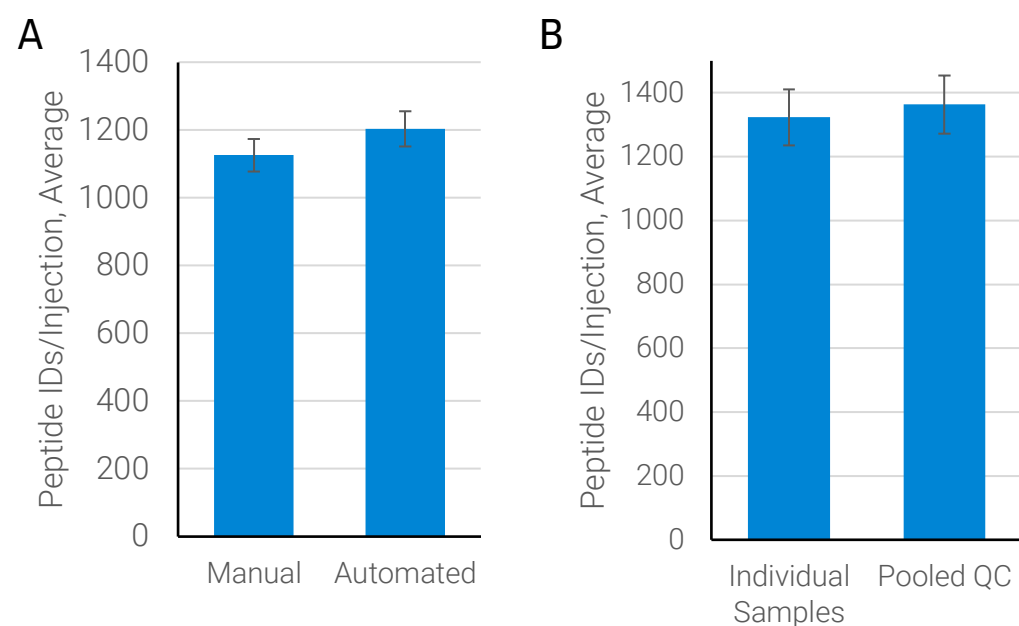 A
Peptide IDs/Injection, Average
1400
1200
1000
800
600
400
200
0
Manual
Automated
B
Peptide IDs/Injection, Average
1400
1200
1000
800
600
400
200
0
Individual
Samples
Pooled QC